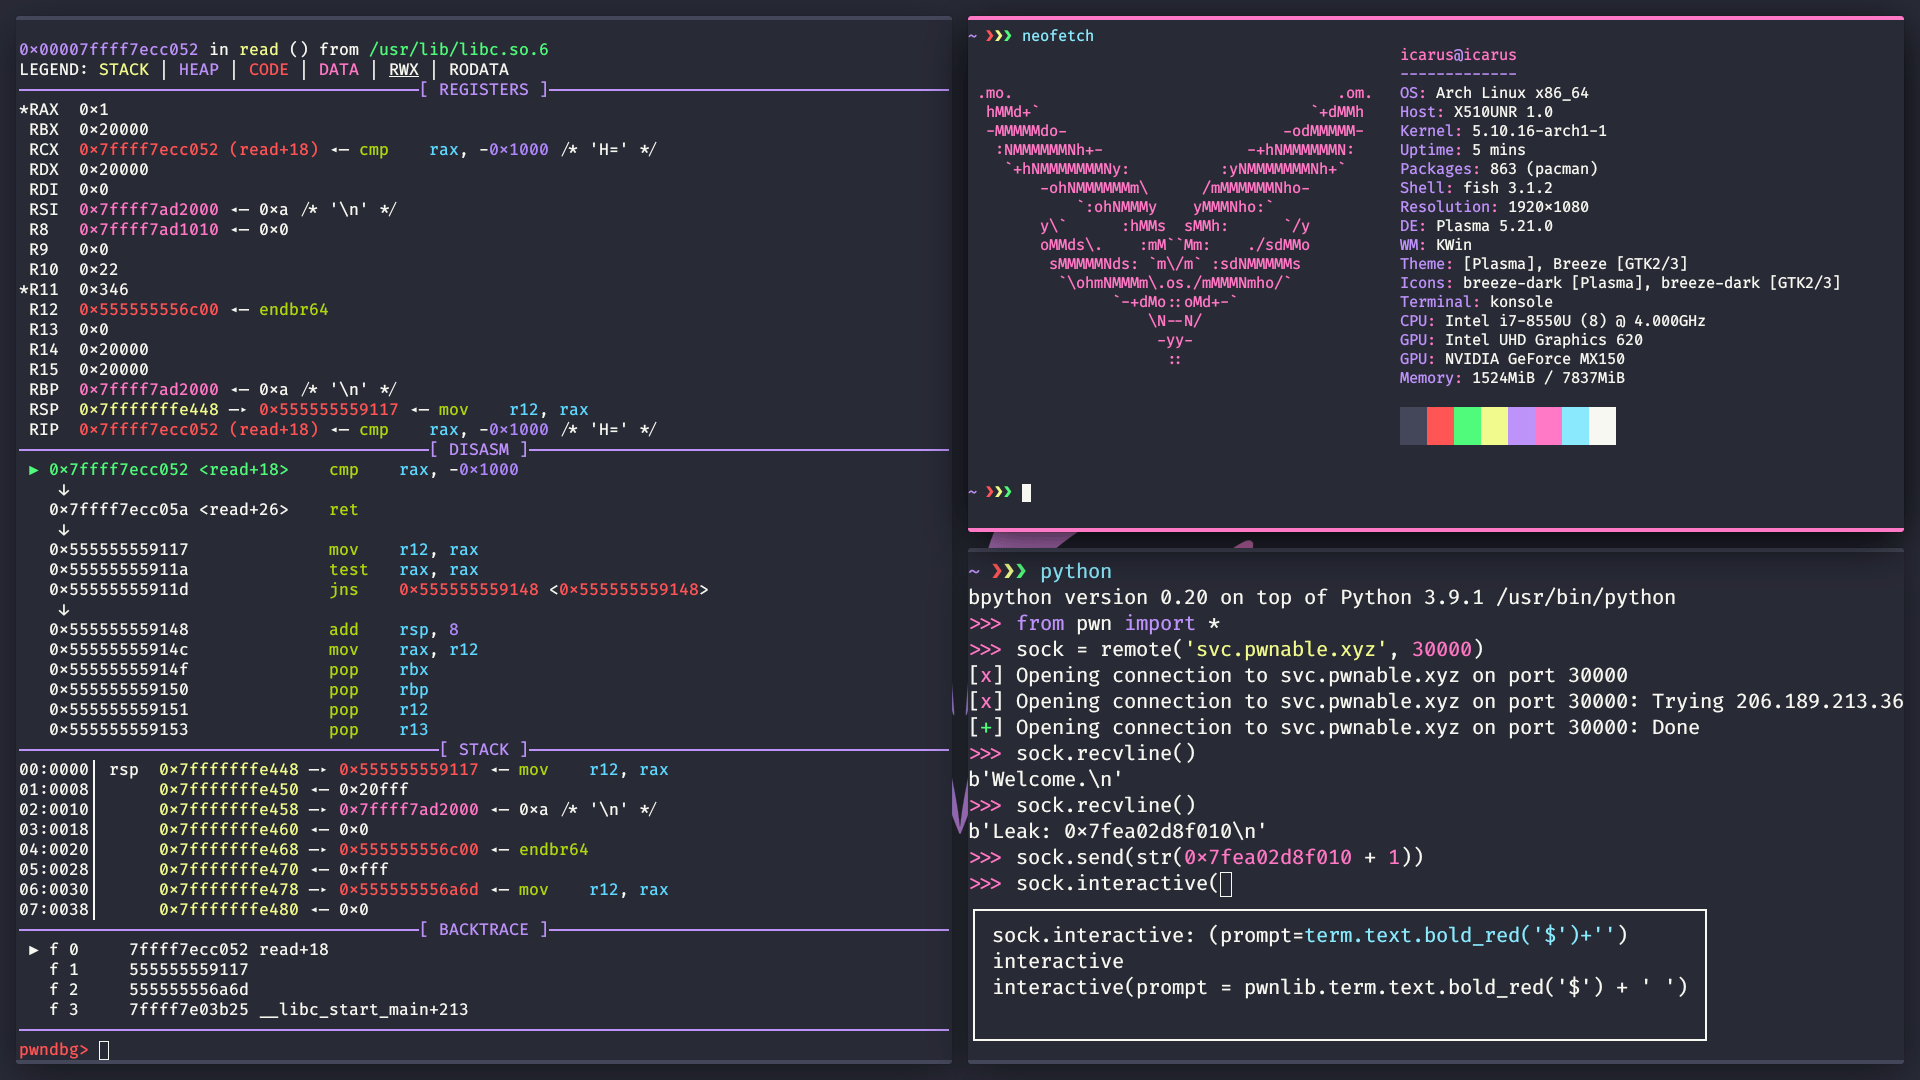 0×00007ffff7ecc052 in read () from /usr/lib/libc.so.6
LEGEND: STACK | HEAP | CODE | DATA | RWX | RODATA
[ REGISTERS ]
*RAX  0×1
 RBX  0×20000
 RCX  0×7ffff7ecc052 (read+18) ◂— cmp    rax, -0×1000 /* 'H=' */
 RDX  0×20000
 RDI  0×0
 RSI  0×7ffff7ad2000 ◂— 0×a /* '\n' */
 R8   0×7ffff7ad1010 ◂— 0×0
 R9   0×0
 R10  0×22
*R11  0×346
 R12  0×555555556c00 ◂— endbr64
 R13  0×0
 R14  0×20000
 R15  0×20000
 RBP  0×7ffff7ad2000 ◂— 0×a /* '\n' */
 RSP  0×7fffffffe448 —▸ 0×555555559117 ◂— mov    r12, rax
 RIP  0×7ffff7ecc052 (read+18) ◂— cmp    rax, -0×1000 /* 'H=' */
[ DISASM ]
 ► 0×7ffff7ecc052 <read+18>    cmp    rax, -0×1000
   ↓
   0×7ffff7ecc05a <read+26>    ret
   ↓
   0×555555559117              mov    r12, rax
   0×55555555911a              test   rax, rax
   0×55555555911d              jns    0×555555559148 <0×555555559148>
   ↓
   0×555555559148              add    rsp, 8
   0×55555555914c              mov    rax, r12
   0×55555555914f              pop    rbx
   0×555555559150              pop    rbp
   0×555555559151              pop    r12
   0×555555559153              pop    r13
[ STACK ]
00:0000│ rsp  0×7fffffffe448 —▸ 0×555555559117 ◂— mov    r12, rax
01:0008│      0×7fffffffe450 ◂— 0×20fff
02:0010│      0×7fffffffe458 —▸ 0×7ffff7ad2000 ◂— 0×a /* '\n' */
03:0018│      0×7fffffffe460 ◂— 0×0
04:0020│      0×7fffffffe468 —▸ 0×555555556c00 ◂— endbr64
05:0028│      0×7fffffffe470 ◂— 0×fff
06:0030│      0×7fffffffe478 —▸ 0×555555556a6d ◂— mov    r12, rax
07:0038│      0×7fffffffe480 ◂— 0×0
[ BACKTRACE ]
 ► f 0     7ffff7ecc052 read+18
   f 1     555555559117
   f 2     555555556a6d
   f 3     7ffff7e03b25 __libc_start_main+213
pwndbg>
~ ❯❯❯ neofetch
icarus@icarus
-------------
.mo.                                    .om.
hMMd+`                              `+dMMh
-MMMMMdo-                        -odMMMMM-
:NMMMMMMNh+-                -+hNMMMMMMN:
`+hNMMMMMMMNy:          :yNMMMMMMMNh+`
-ohNMMMMMMm\      /mMMMMMMNho-
`:ohNMMMy    yMMMNho:`
y\`      :hMMs  sMMh:      `/y
oMMds\.    :mM``Mm:    ./sdMMo
sMMMMMNds: `m\/m` :sdNMMMMMs
`\ohmNMMMm\.os./mMMMNmho/`
`-+dMo::oMd+-`
\N--N/
-yy-
::
OS: Arch Linux x86_64
Host: X510UNR 1.0
Kernel: 5.10.16-arch1-1
Uptime: 5 mins
Packages: 863 (pacman)
Shell: fish 3.1.2
Resolution: 1920×1080
DE: Plasma 5.21.0
WM: KWin
Theme: [Plasma], Breeze [GTK2/3]
Icons: breeze-dark [Plasma], breeze-dark [GTK2/3]
Terminal: konsole
CPU: Intel i7-8550U (8) @ 4.000GHz
GPU: Intel UHD Graphics 620
GPU: NVIDIA GeForce MX150
Memory: 1524MiB / 7837MiB
~ ❯❯❯
~ ❯❯❯ python
bpython version 0.20 on top of Python 3.9.1 /usr/bin/python
>>> from pwn import *
>>> sock = remote('svc.pwnable.xyz', 30000)
[x] Opening connection to svc.pwnable.xyz on port 30000
[x] Opening connection to svc.pwnable.xyz on port 30000: Trying 206.189.213.36
[+] Opening connection to svc.pwnable.xyz on port 30000: Done
>>> sock.recvline()
b'Welcome.\n'
>>> sock.recvline()
b'Leak: 0×7fea02d8f010\n'
>>> sock.send(str(0×7fea02d8f010 + 1))
>>> sock.interactive(
sock.interactive: (prompt=term.text.bold_red('$')+'')
interactive
interactive(prompt = pwnlib.term.text.bold_red('$') + ' ')